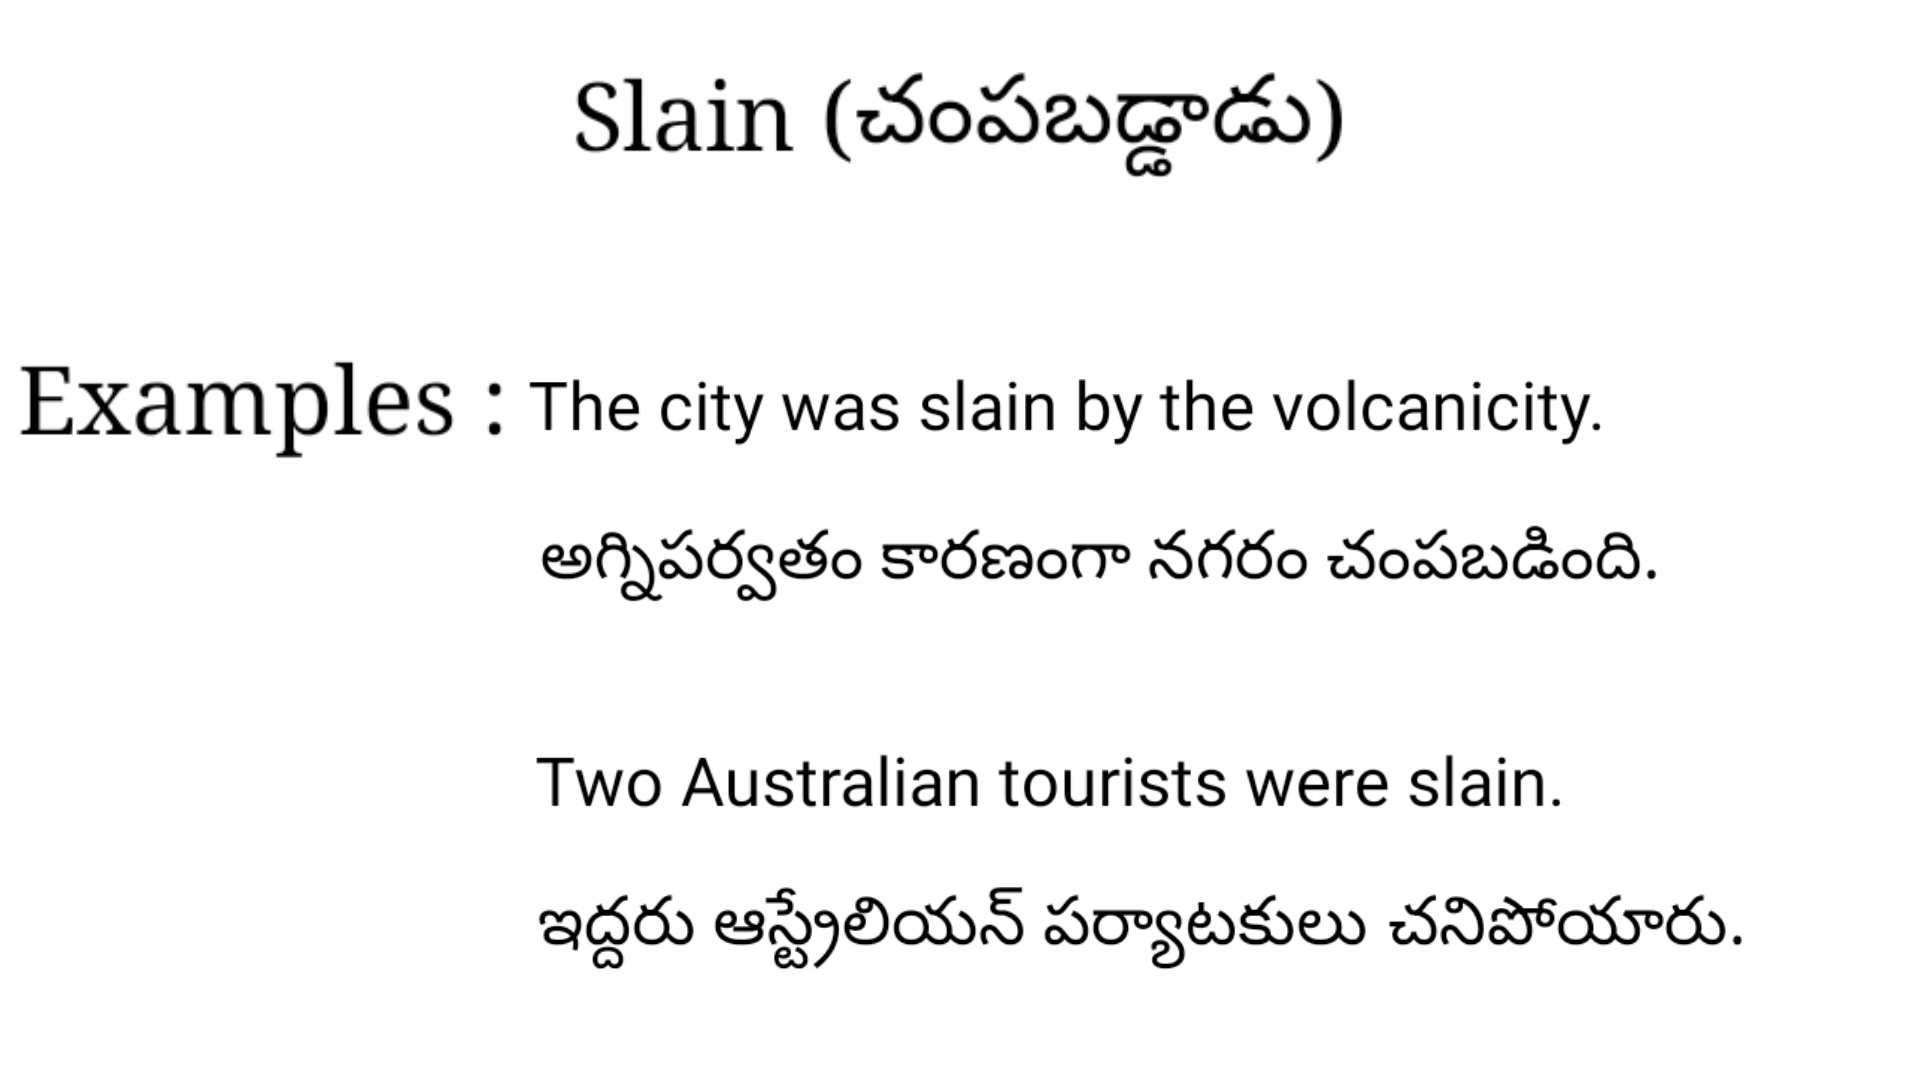 Slain (చంపబడ్డాడు)
Examples : The city was slain by the volcanicity.
అగ్నిపర్వతం కారణంగా నగరం చంపబడింది.
Two Australian tourists were slain.
ఇద్దరు ఆస్ట్రేలియన్ పర్యాటకులు చనిపోయారు.